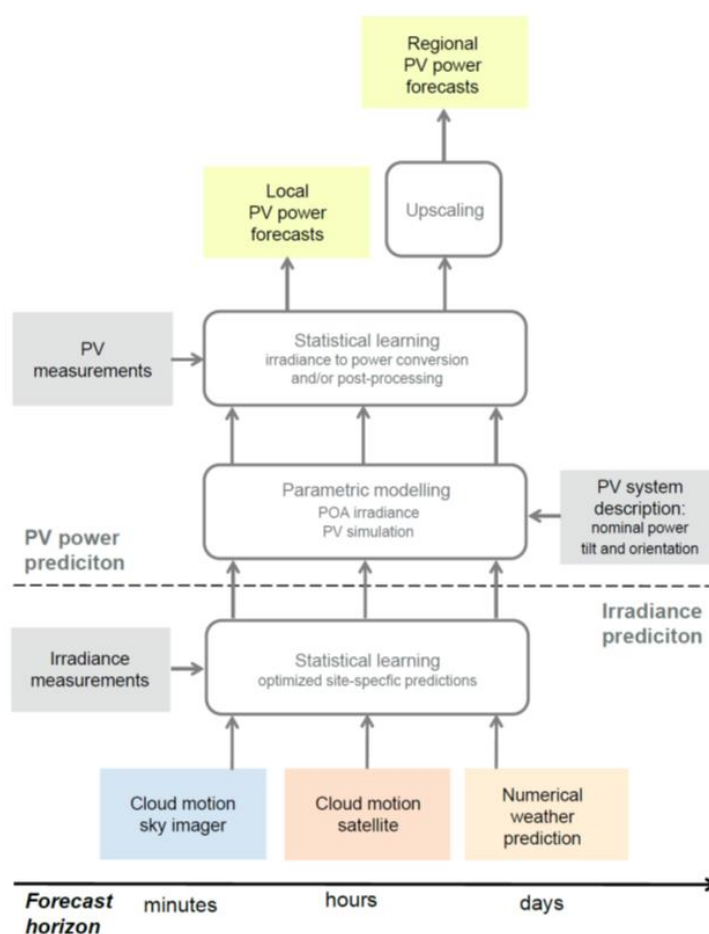 Regional
PV power
forecasts
Local
PV power
forecasts
Upscaling
PV
measurements
Statistical learning
irradiance to power conversion
and/or post-processing
Parametric modelling
POA irradiance
PV simulation
PV system
description:
nominal power
tilt and orientation
PV power
prediciton
Irradiance
prediciton
Irradiance
measurements
Statistical learning
optimized site-specfic predictions
Cloud motion
sky imager
Cloud motion
satellite
Numerical
weather
prediction
Forecast
horizon
minutes
hours
days